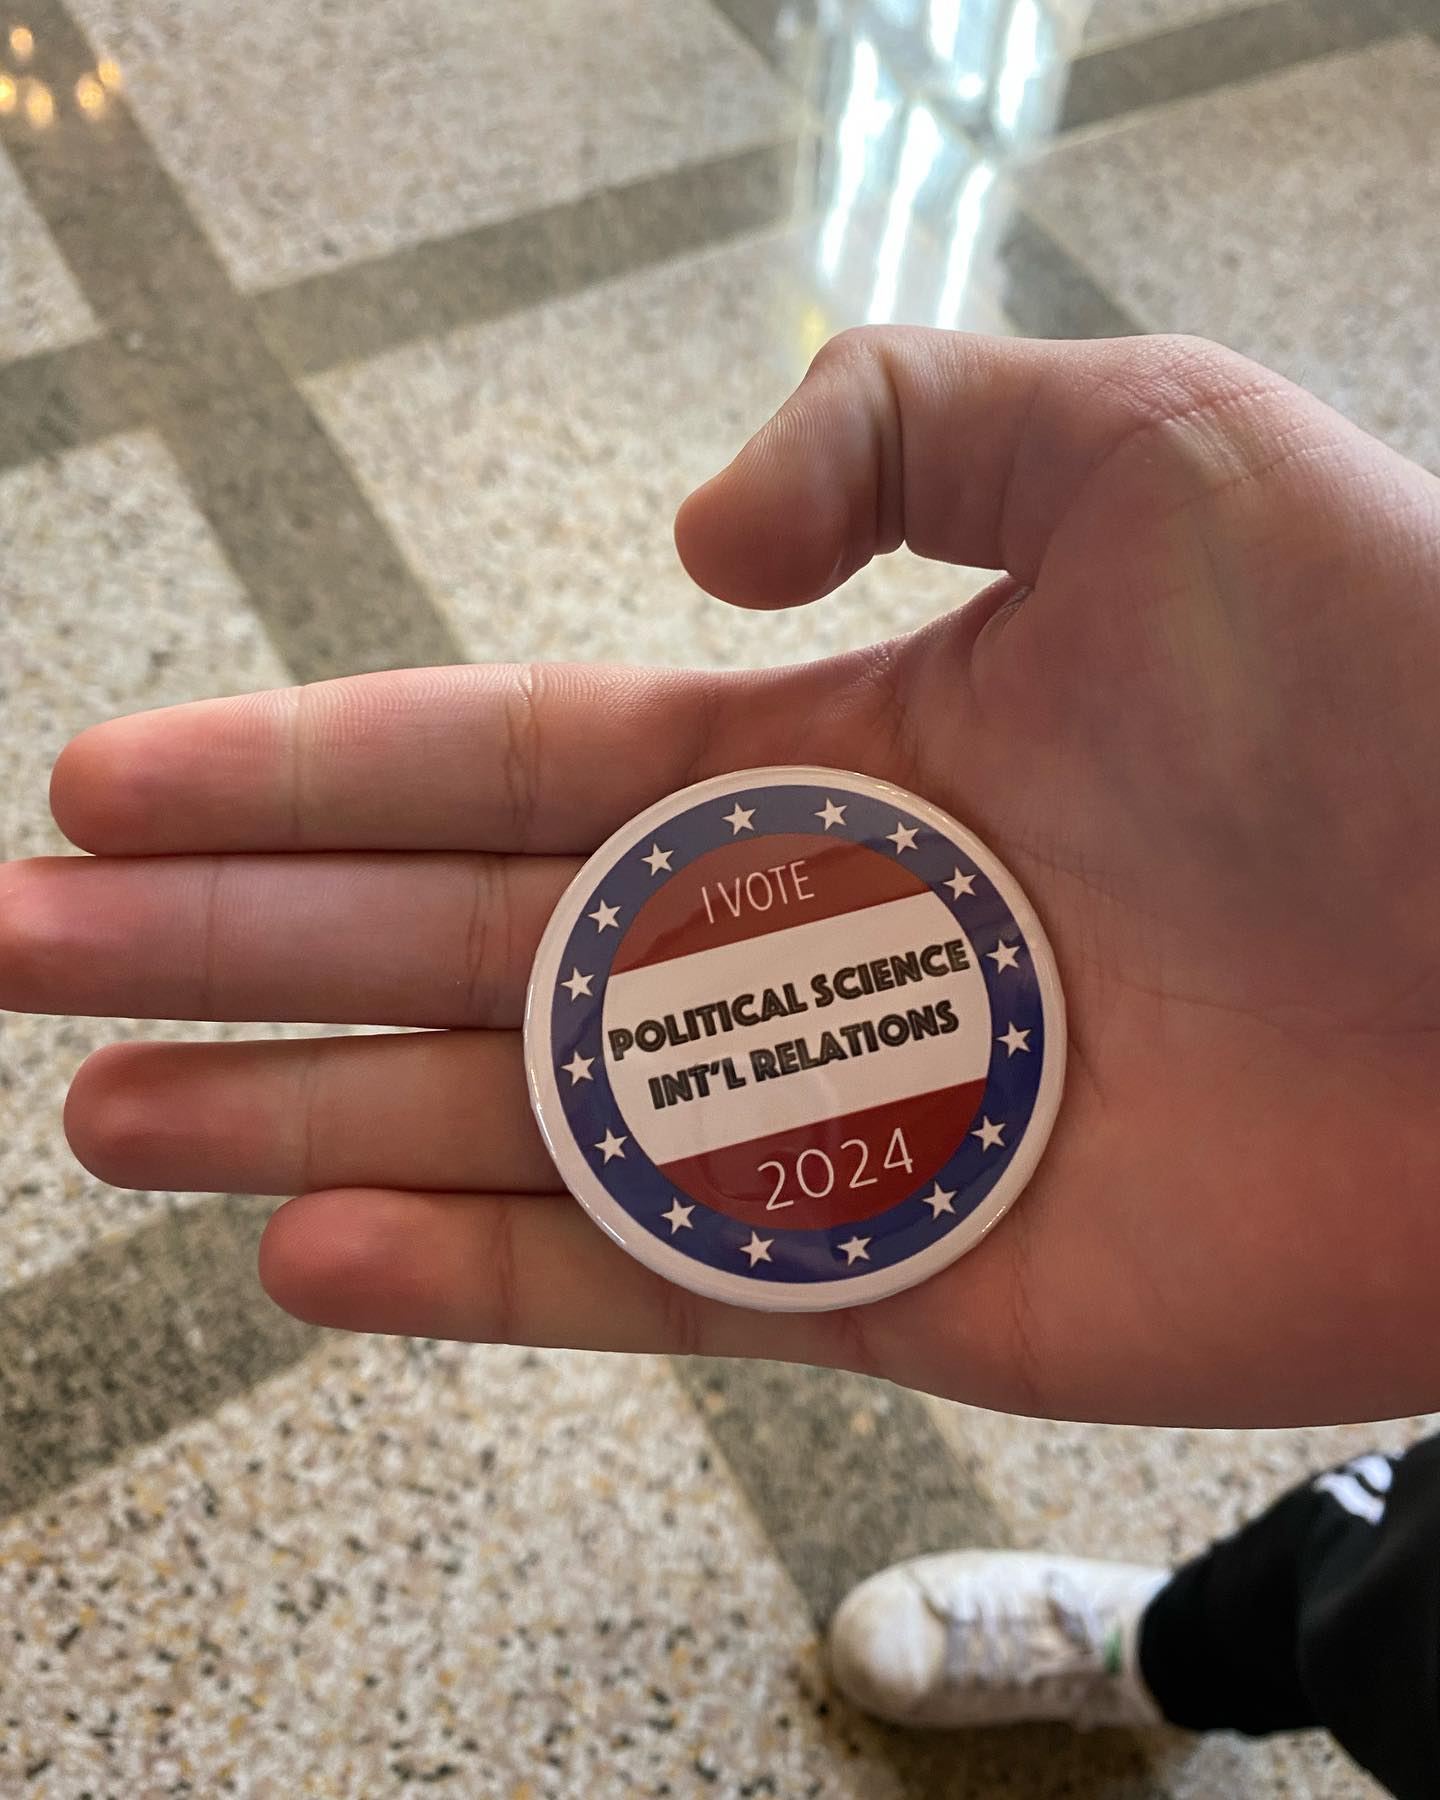 I VOTE
POLITICAL SCIENCE
INT'L RELATIONS
2024